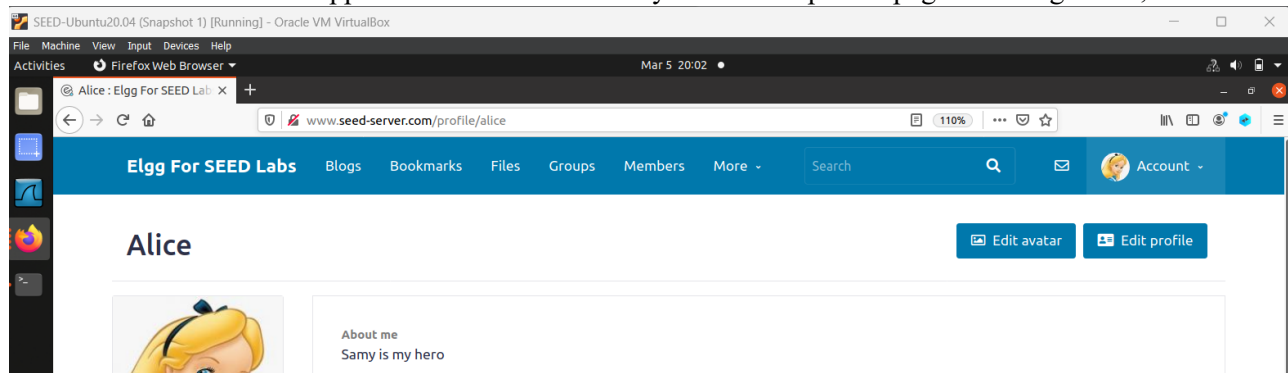 SEED-Ubuntu20.04 (Snapshot 1) [Running] - Oracle VM VirtualBox
File Machine View Input Devices Help
Activities Firefox Web Browser Mar 5 20:02
Alice : Elgg For SEED Lab
www.seed-server.com/profile/alice 110%
Elgg For SEED Labs Blogs Bookmarks Files Groups Members More Search Account
Alice Edit avatar Edit profile
About me
Samy is my hero